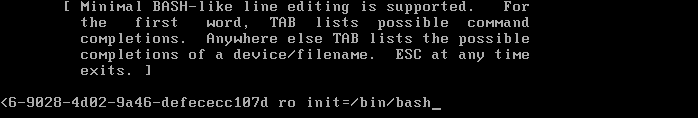 [ Minimal BASH-like line editing is supported. For
the first word, TAB lists possible command
completions. Anywhere else TAB lists the possible
completions of a device/filename. ESC at any time
exits. ]
<6-9028-4d02-9a46-defececc107d ro init=/bin/bash_